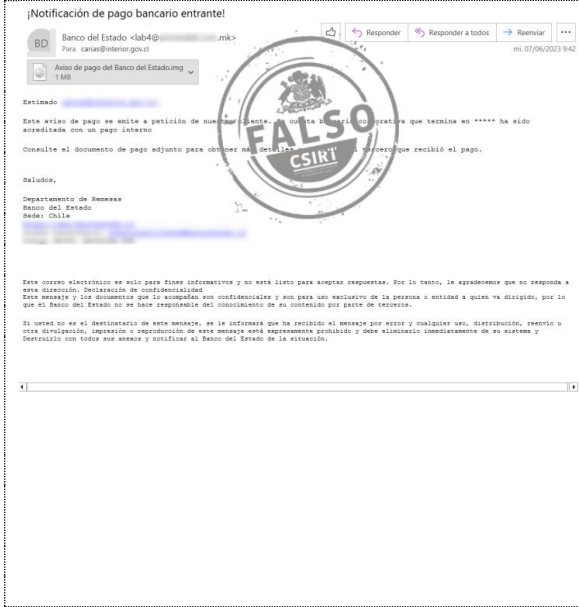 ¡Notificación de pago bancario entrante!
BD
Banco del Estado <lab4@ .mk>
Para carias@interior.gov.cl
Responder
Responder a todos
Reenviar
mi. 07/06/2023 9:42
Aviso de pago del Banco del Estado.img
1 MB
Estimado
Este aviso de pago se emite a petición de cliente. cuenta que termina en ***** ha sido
acreditada con un pago interno
Consulte el documento de pago adjunto para obtener más detalles que recibió el pago.
FALSO
CSIRT
Saludos,
Departamento de Remesas
Banco del Estado
Sede: Chile
Este correo electrónico es solo para fines informativos y no está listo para aceptar respuestas. Por lo tanto, le agradecemos que no responda a
esta dirección. Declaración de confidencialidad
Este mensaje y los documentos que lo acompañan son confidenciales y son para uso exclusivo de la persona o entidad a quien va dirigido, por lo
que el Banco del Estado no se hace responsable del conocimiento de su contenido por parte de terceros.
Si usted no es el destinatario de este mensaje, se le informará que ha recibido el mensaje por error y cualquier uso, distribución, reenvío u
otra divulgación, impresión o reproducción de este mensaje está expresamente prohibido y debe eliminarlo inmediatamente de su sistema y
Destruirlo con todos sus anexos y notificar al Banco del Estado de la situación.